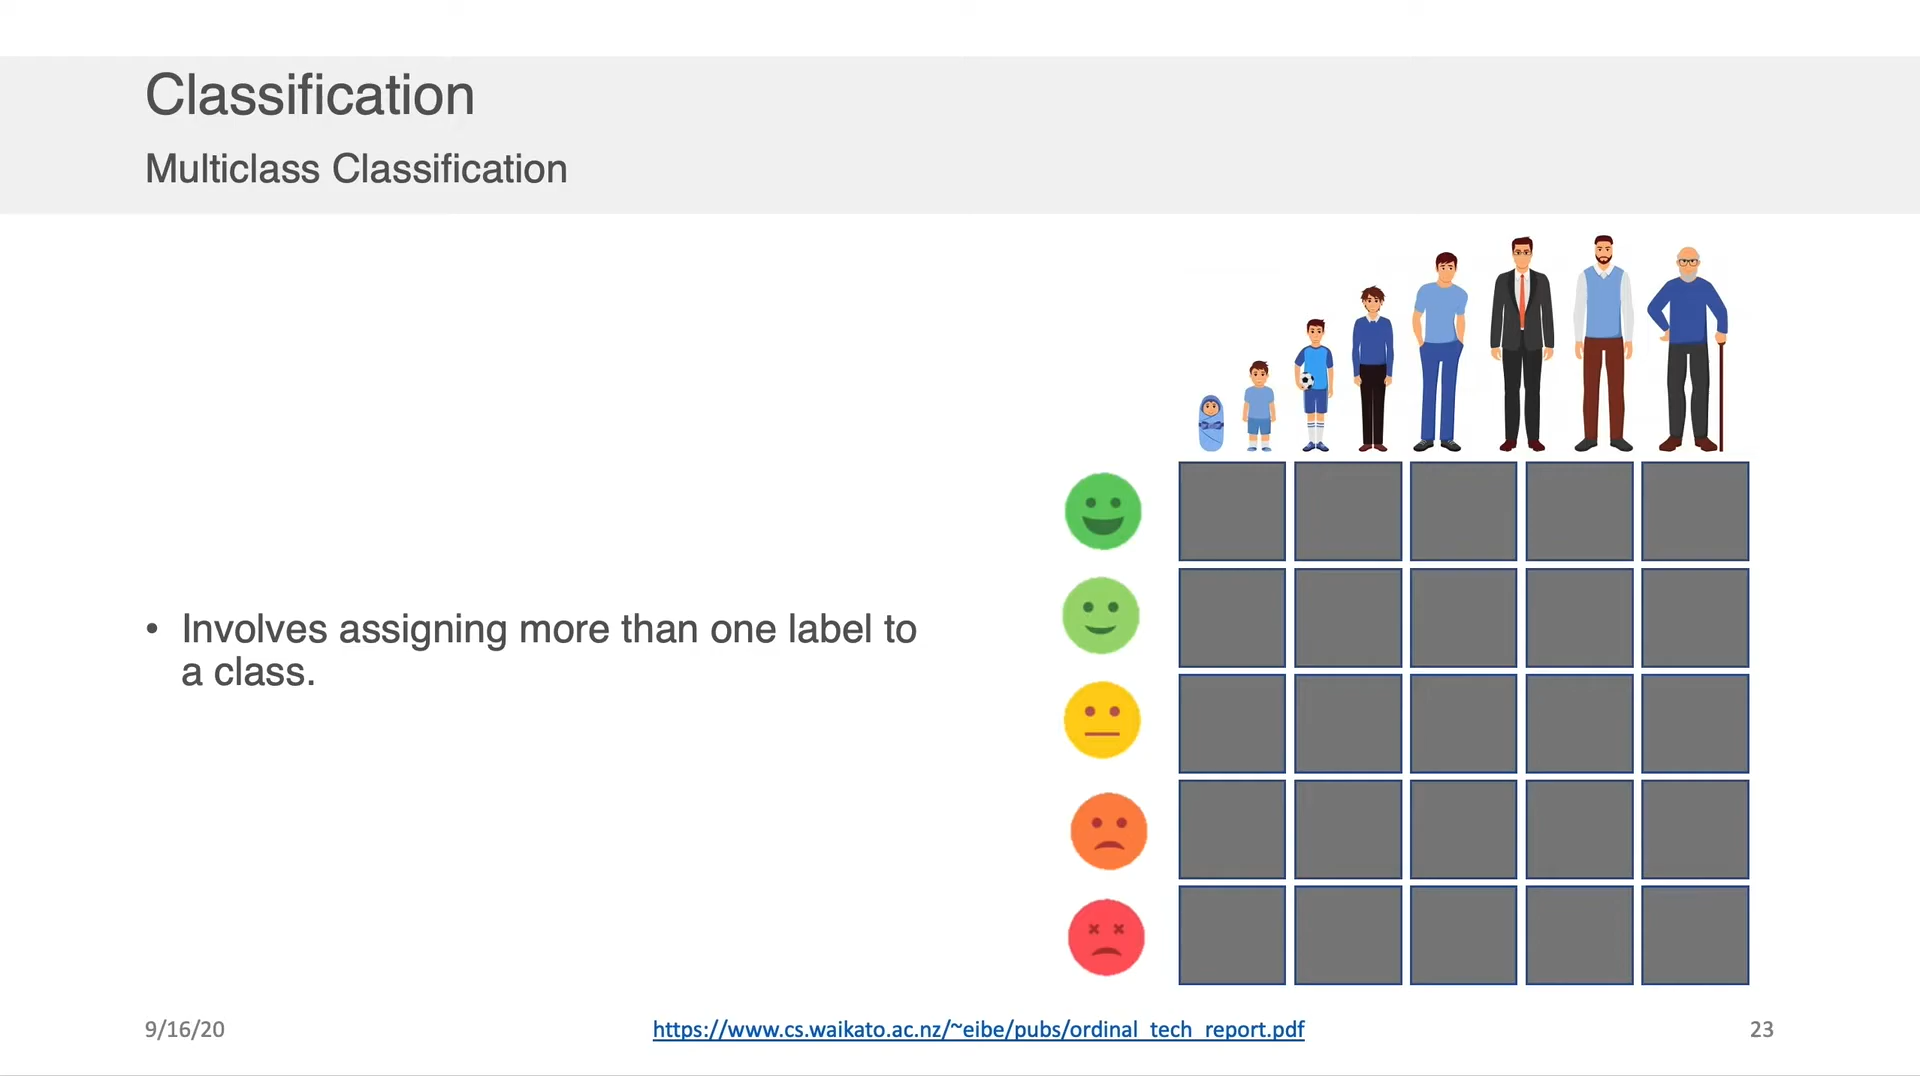 Classification
Multiclass Classification
• Involves assigning more than one label to
a class.
9/16/20
https://www.cs.waikato.ac.nz/~eibe/pubs/ordinal_tech_report.pdf
23